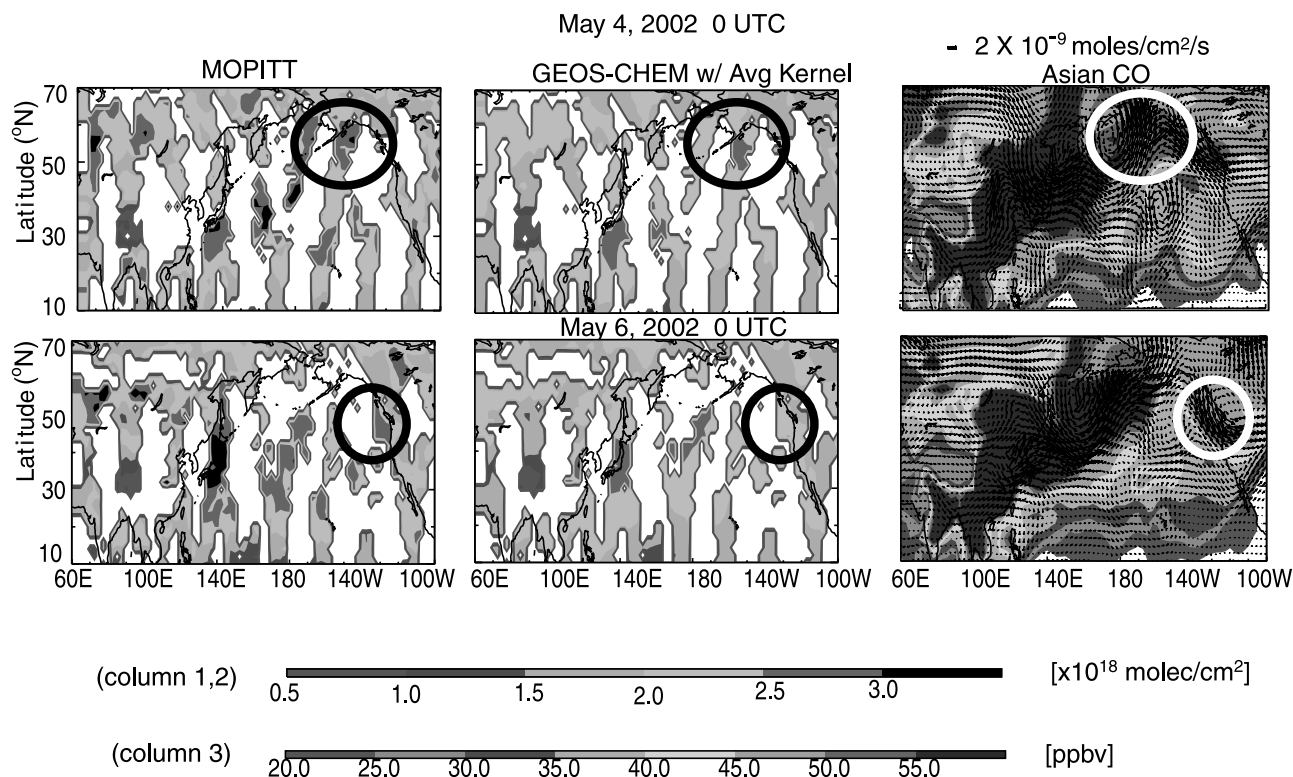 May 4, 2002 0 UTC
- 2 X 10⁻⁹ moles/cm²/s
MOPITT
GEOS-CHEM w/ Avg Kernel
Asian CO
Latitude (°N)
70
50
30
10
May 6, 2002 0 UTC
Latitude (°N)
70
50
30
10
60E 100E 140E 180 140W 100W
60E 100E 140E 180 140W 100W
60E 100E 140E 180 140W 100W
(column 1,2)
[x10¹⁸ molec/cm²]
0.5 1.0 1.5 2.0 2.5 3.0
(column 3)
[ppbv]
20.0 25.0 30.0 35.0 40.0 45.0 50.0 55.0